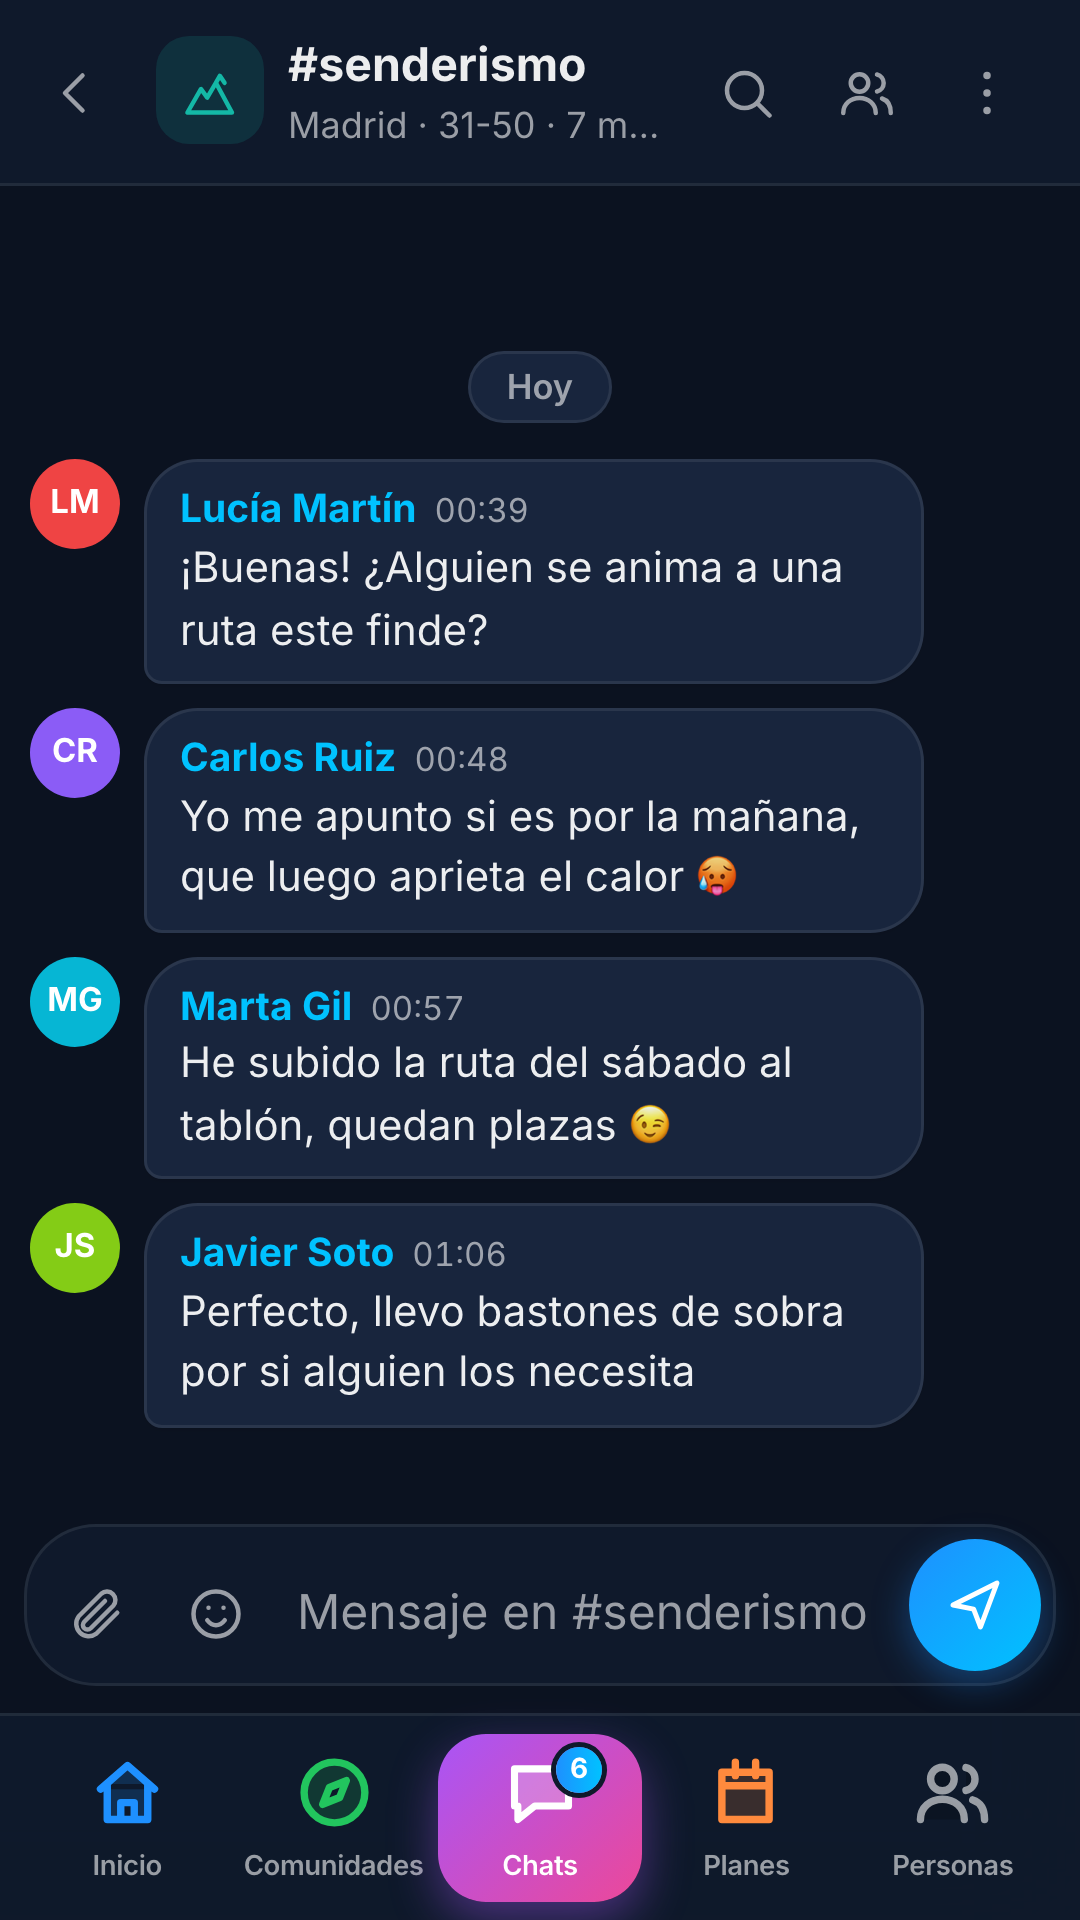 #senderismo
Madrid · 31-50 · 7 m...
Hoy
LM
Lucía Martín 00:39
¡Buenas! ¿Alguien se anima a una
ruta este finde?
CR
Carlos Ruiz 00:48
Yo me apunto si es por la mañana,
que luego aprieta el calor 🥵
MG
Marta Gil 00:57
He subido la ruta del sábado al
tablón, quedan plazas 😉
JS
Javier Soto 01:06
Perfecto, llevo bastones de sobra
por si alguien los necesita
Mensaje en #senderismo
6
Inicio
Comunidades
Chats
Planes
Personas